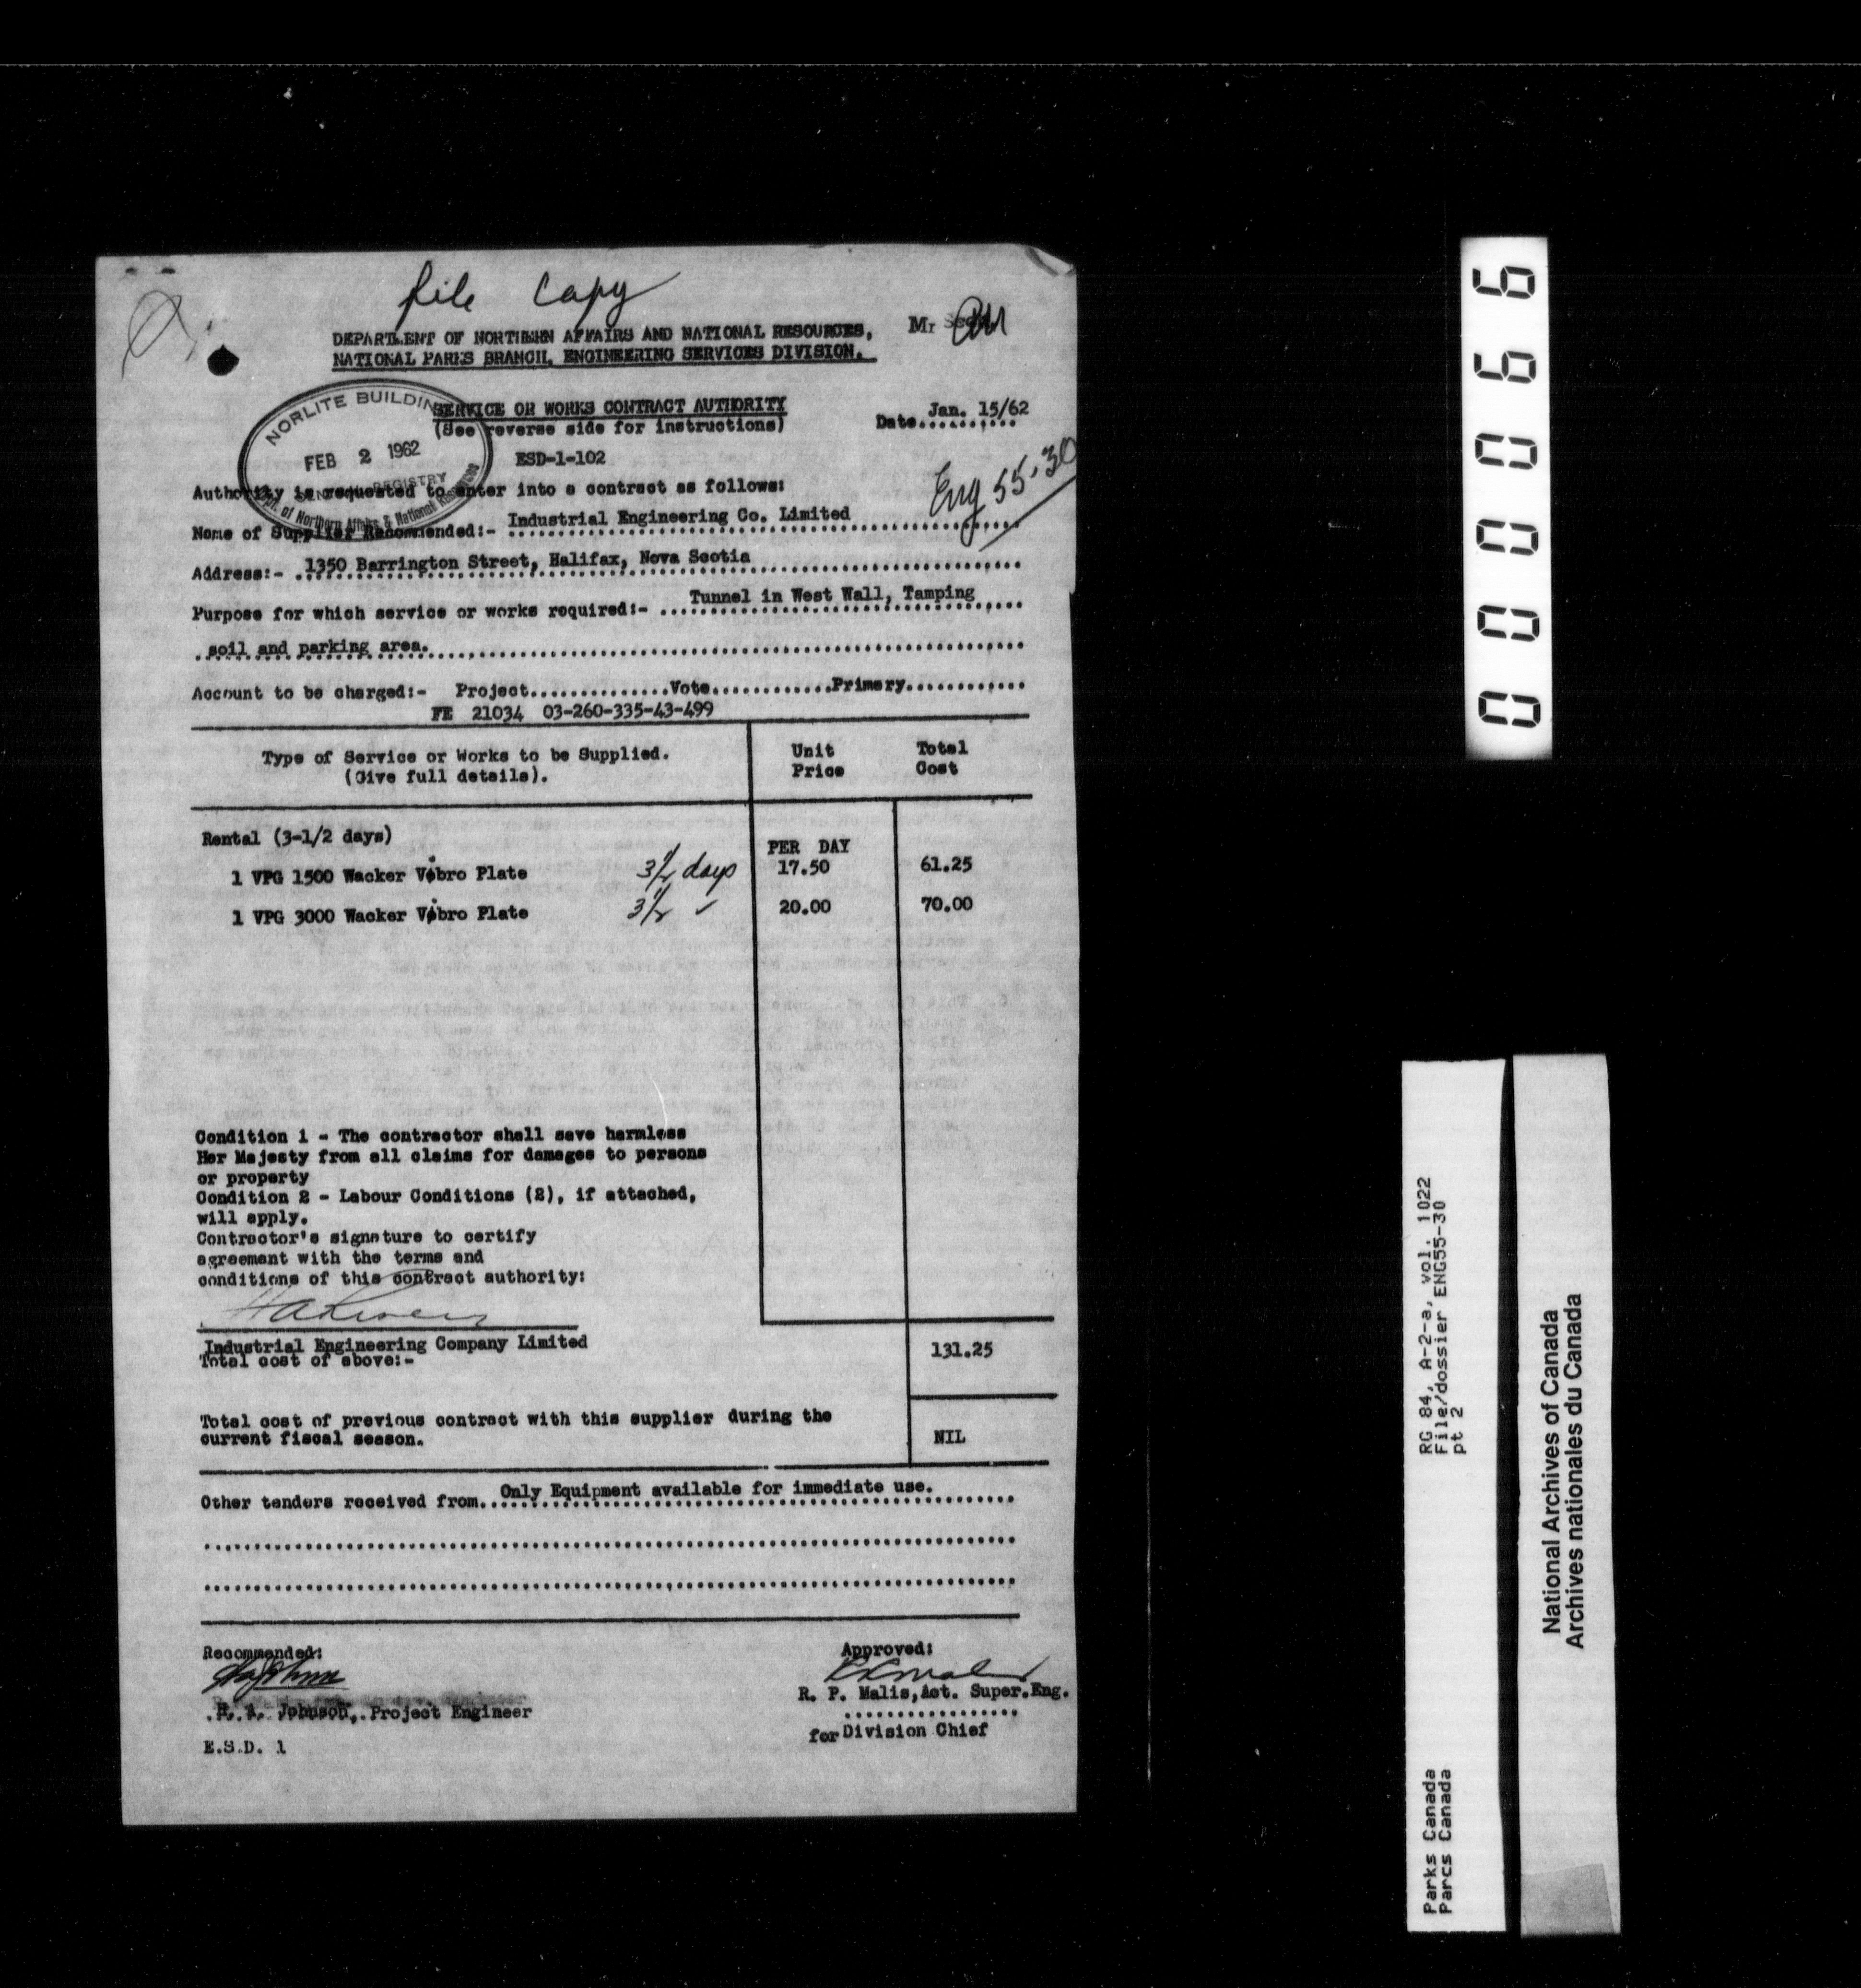 file copy
DEPARTMENT OF NORTHERN AFFAIRS AND NATIONAL RESOURCES,
NATIONAL PARKS BRANCH, ENGINEERING SERVICES DIVISION.
Mr
NORLITE BUILDING
FEB 2 1962
REGISTRY
Dept. of Northern Affairs & National Resources
SERVICE OR WORKS CONTRACT AUTHORITY
(See reverse side for instructions)
Date.......... Jan. 15/62
ESD-1-102
Eng 55-30
Authority is requested to enter into a contract as follows:
Name of Supplier Recommended:- Industrial Engineering Co. Limited
Address:- 1350 Barrington Street, Halifax, Nova Scotia
Purpose for which service or works required:- Tunnel in West Wall, Tamping
soil and parking area.
Account to be charged:- Project..............Vote............Primary............
FE 21034 03-260-335-43-499
Type of Service or Works to be Supplied. Unit Total
(Give full details). Price Cost
Rental (3-1/2 days)
PER DAY
1 VPG 1500 Wacker Vibro Plate 3½ days 17.50 61.25
1 VPG 3000 Wacker Vibro Plate 3½ ✓ 20.00 70.00
Condition 1 - The contractor shall save harmless
Her Majesty from all claims for damages to persons
or property
Condition 2 - Labour Conditions (2), if attached,
will apply.
Contractor's signature to certify
agreement with the terms and
conditions of this contract authority:
Industrial Engineering Company Limited
Total cost of above:- 131.25
Total cost of previous contract with this supplier during the
current fiscal season. NIL
Other tenders received from.. Only Equipment available for immediate use.
Recommended: Approved:
R. P. Malis, Act. Super.Eng.
H. A. Johnson, Project Engineer
for Division Chief
E.S.D. 1
000066
RG 84, A-2-a, vol. 1022
File/dossier ENG55-30
pt 2
Parks Canada
Parcs Canada
National Archives of Canada
Archives nationales du Canada